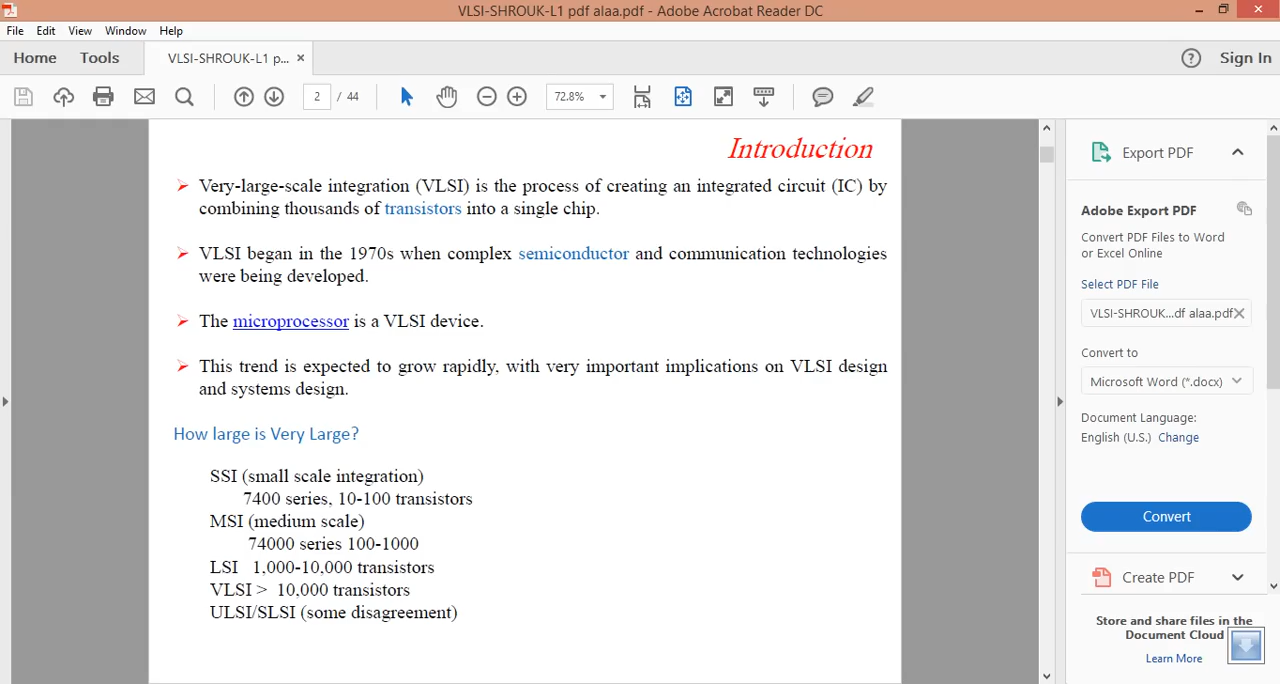 VLSI-SHROUK-L1 pdf alaa.pdf - Adobe Acrobat Reader DC
File Edit View Window Help
Home Tools VLSI-SHROUK-L1 p... × ? Sign In
2 / 44 72.8%
Introduction
➢ Very-large-scale integration (VLSI) is the process of creating an integrated circuit (IC) by
combining thousands of transistors into a single chip.
➢ VLSI began in the 1970s when complex semiconductor and communication technologies
were being developed.
➢ The microprocessor is a VLSI device.
➢ This trend is expected to grow rapidly, with very important implications on VLSI design
and systems design.
How large is Very Large?
SSI (small scale integration)
7400 series, 10-100 transistors
MSI (medium scale)
74000 series 100-1000
LSI 1,000-10,000 transistors
VLSI > 10,000 transistors
ULSI/SLSI (some disagreement)
Export PDF
Adobe Export PDF
Convert PDF Files to Word
or Excel Online
Select PDF File
VLSI-SHROUK...df alaa.pdf
Convert to
Microsoft Word (*.docx)
Document Language:
English (U.S.) Change
Convert
Create PDF
Store and share files in the
Document Cloud
Learn More